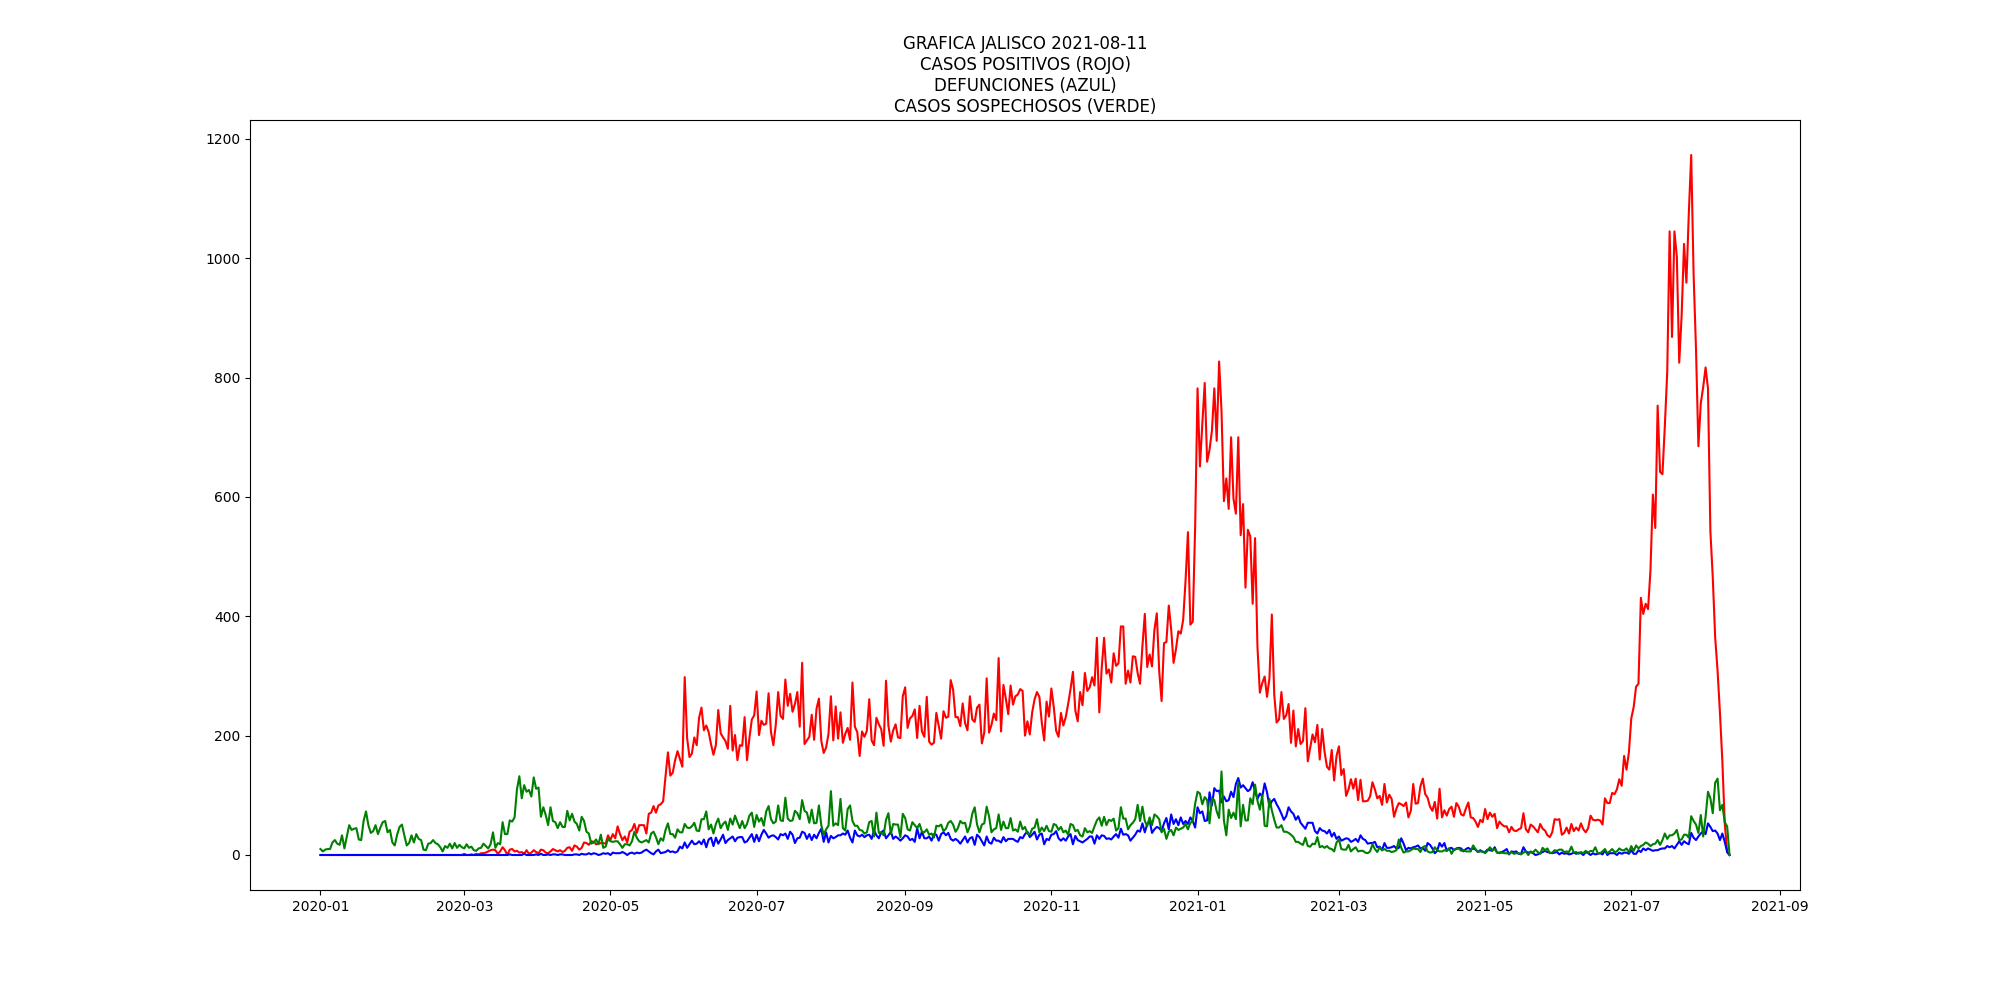 GRAFICA JALISCO 2021-08-11
CASOS POSITIVOS (ROJO)
DEFUNCIONES (AZUL)
CASOS SOSPECHOSOS (VERDE)
1200
1000
800
600
400
200
0
2020-01 2020-03 2020-05 2020-07 2020-09 2020-11 2021-01 2021-03 2021-05 2021-07 2021-09